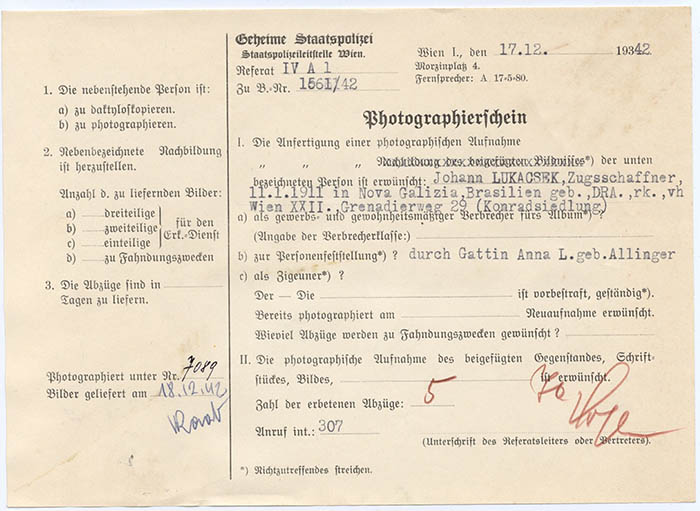 Geheime Staatspolizei
Staatspolizeileitstelle Wien.
Referat IV A 1
Zu B.-Nr. 1561/42
Wien I., den 17.12. 1942
Morzinplatz 4.
Fernsprecher: A 17-5-80.
1. Die nebenstehende Person ist:
a) zu daktyloskopieren.
b) zu photographieren.
2. Nebenbezeichnete Nachbildung
ist herzustellen.
Anzahl d. zu liefernden Bilder:
a) dreiteilige
b) zweiteilige
c) einteilige
für den
Erk.-Dienst
d) zu Fahndungszwecken
3. Die Abzüge sind in
Tagen zu liefern.
Photographiert unter Nr. 7089
Bilder geliefert am 18.12.42
Photographierschein
I. Die Anfertigung einer photographischen Aufnahme
„ „ „ Nachbildung des beigefügten Bildnisses*) der unten
bezeichneten Person ist erwünscht: Johann LUKACSEK, Zugsschaffner,
11.1.1911 in Nova Galizia, Brasilien geb., DRA., rk., vh
Wien XXII., Grenadierweg 29 (Konradsiedlung)
a) als gewerbs- und gewohnheitsmäßiger Verbrecher fürs Album*)
(Angabe der Verbrecherklasse:)
b) zur Personenfeststellung*) ? durch Gattin Anna L. geb. Allinger
c) als Zigeuner*) ?
Der — Die ist vorbestraft, geständig*).
Bereits photographiert am Neuaufnahme erwünscht.
Wieviel Abzüge werden zu Fahndungszwecken gewünscht ?
II. Die photographische Aufnahme des beigefügten Gegenstandes, Schrift-
stückes, Bildes, ist erwünscht.
Zahl der erbetenen Abzüge: 5
Anruf int.: 307
(Unterschrift des Referatsleiters oder Vertreters).
*) Nichtzutreffendes streichen.